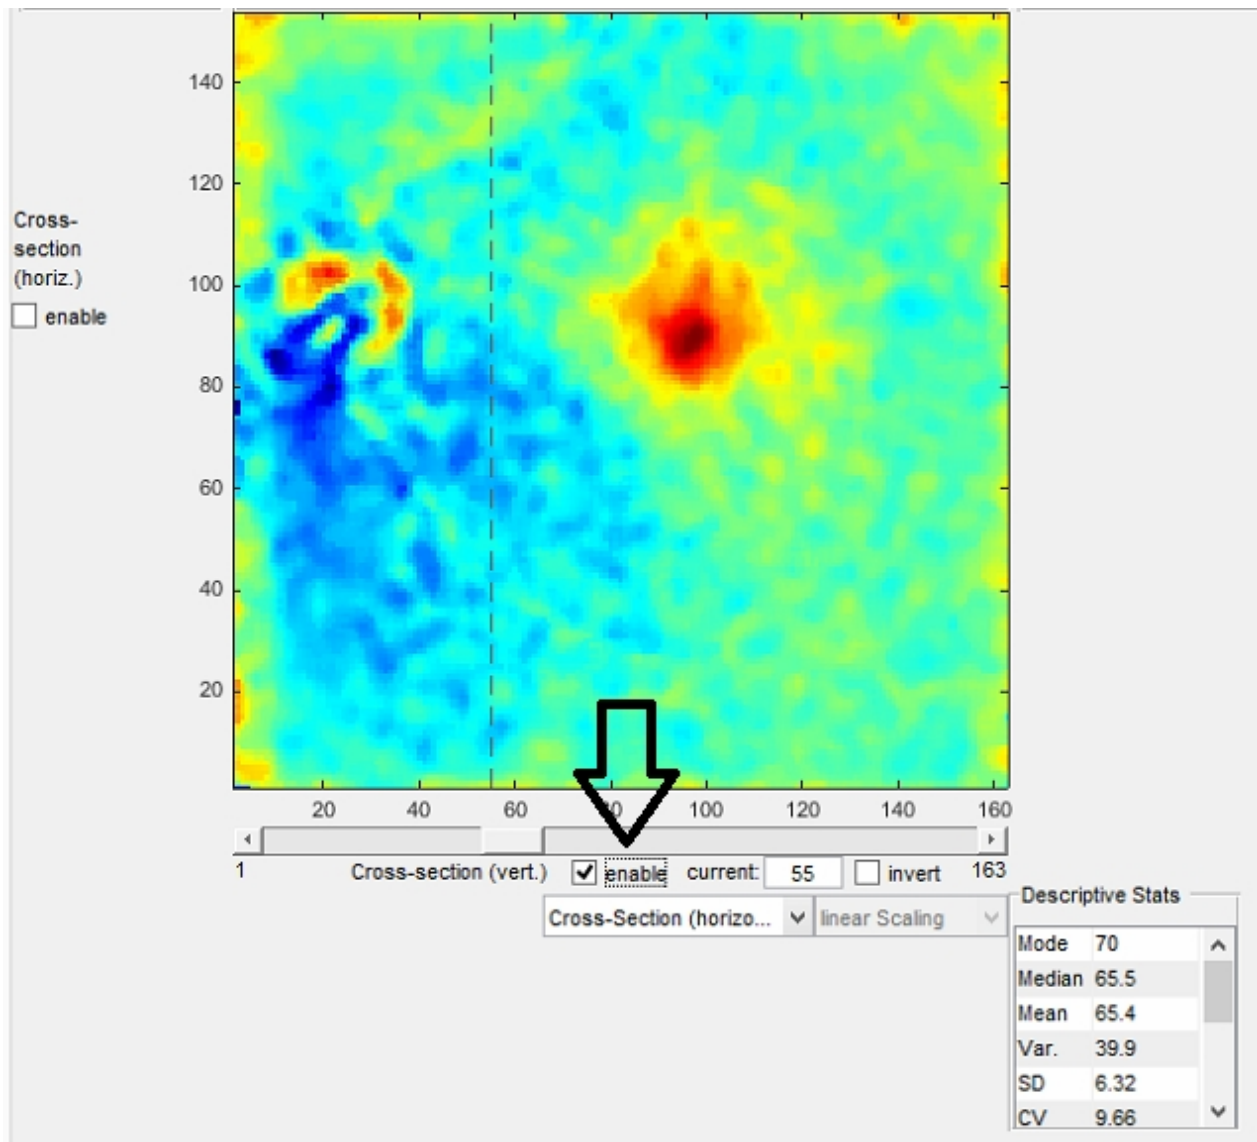 140
120
100
80
60
40
20
Cross-
section
(horiz.)
enable
20 40 60 80 100 120 140 160
1 Cross-section (vert.) enable current: 55 invert 163
Cross-Section (horizo... linear Scaling
Descriptive Stats
Mode 70
Median 65.5
Mean 65.4
Var. 39.9
SD 6.32
CV 9.66